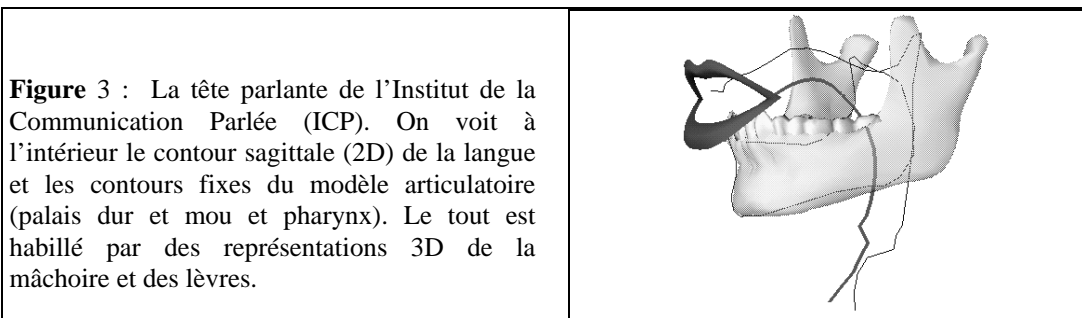 Figure 3 : La tête parlante de l’Institut de la
Communication Parlée (ICP). On voit à
l’intérieur le contour sagittale (2D) de la langue
et les contours fixes du modèle articulatoire
(palais dur et mou et pharynx). Le tout est
habillé par des représentations 3D de la
mâchoire et des lèvres.